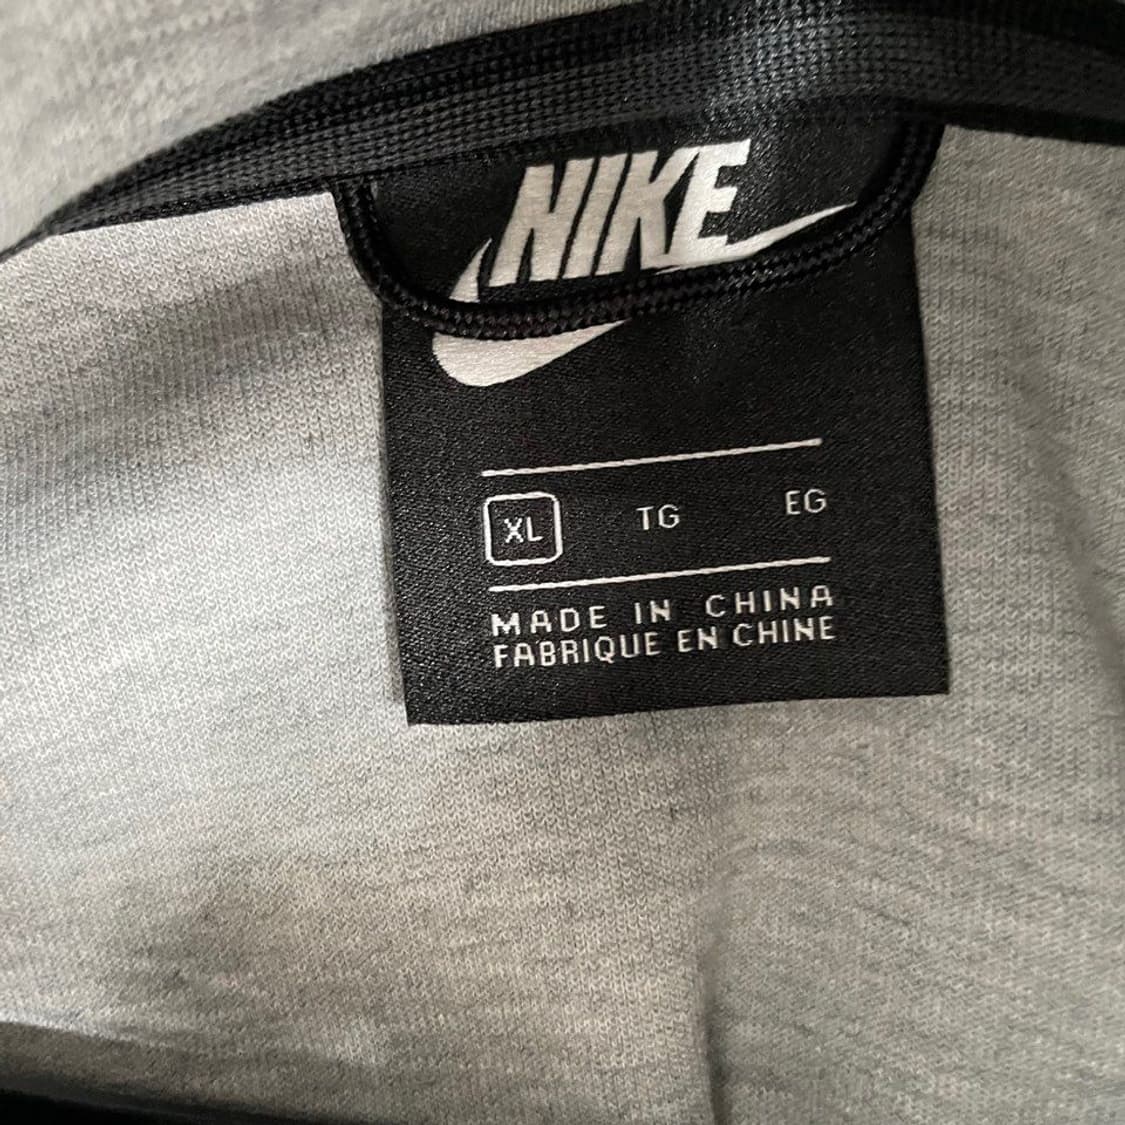 NIKE
XL TG EG
MADE IN CHINA
FABRIQUE EN CHINE